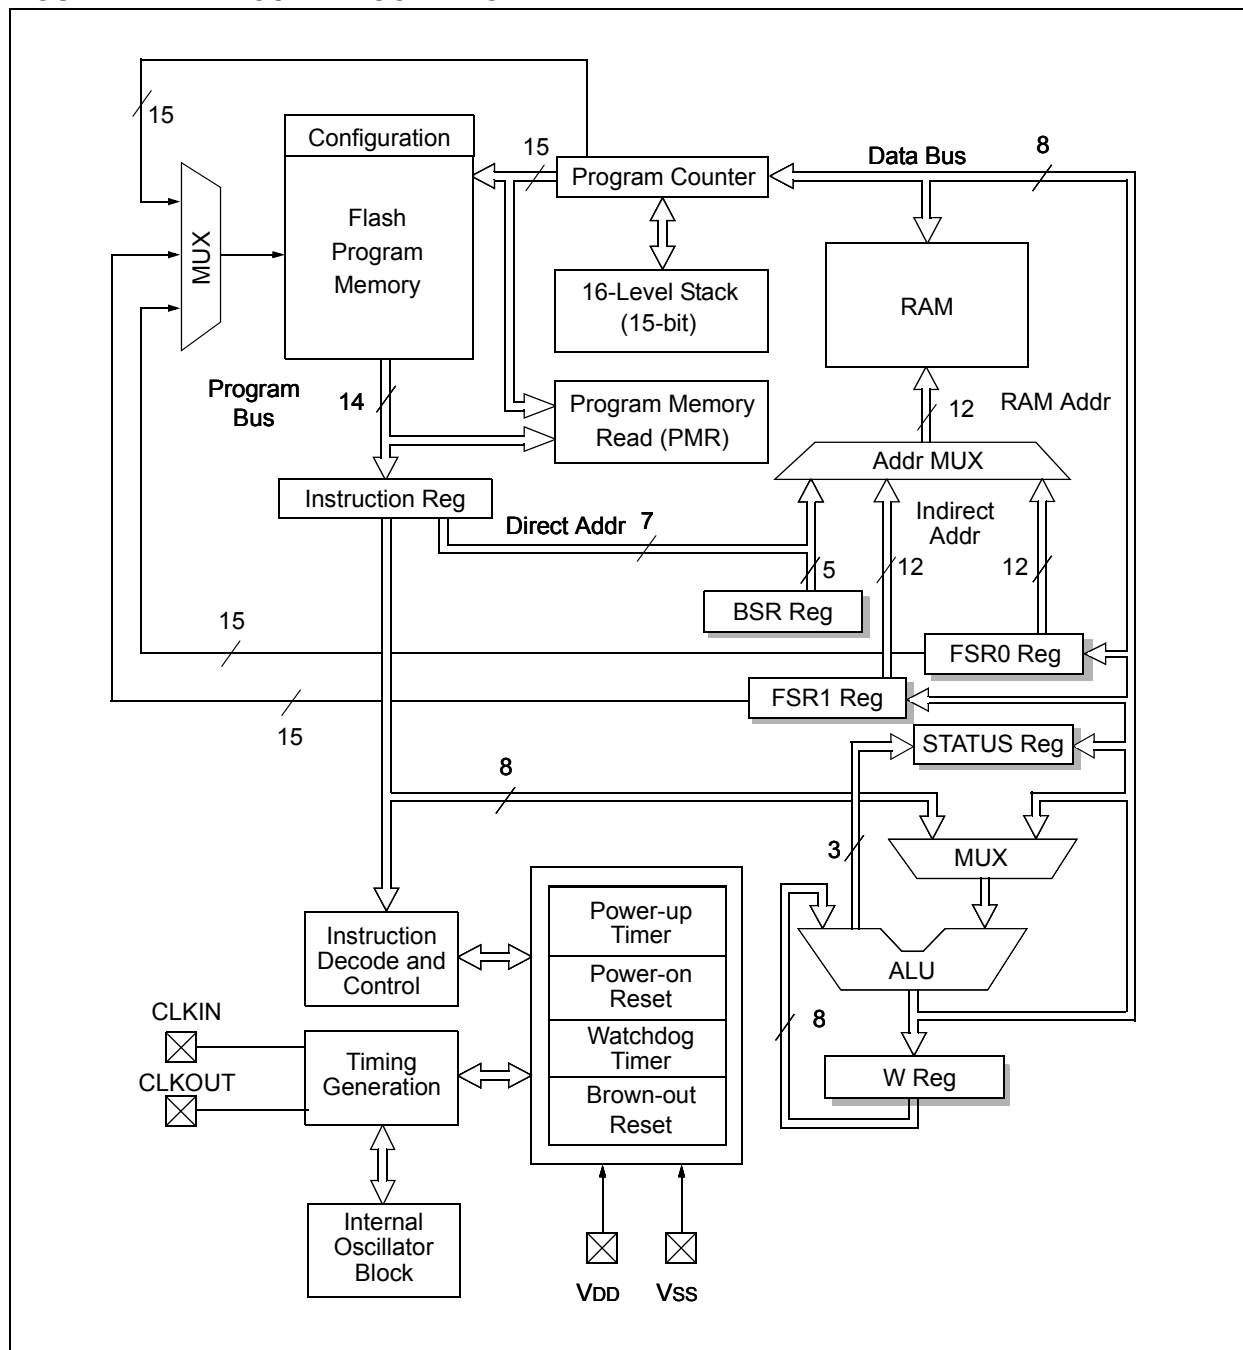 15
Configuration
15
Program Counter
Data Bus
8
Flash
Program
Memory
MUX
16-Level Stack
(15-bit)
RAM
Program
Bus
14
Program Memory
Read (PMR)
12
RAM Addr
Addr MUX
Instruction Reg
Direct Addr
7
Indirect
Addr
5
12
12
BSR Reg
15
FSR0 Reg
FSR1 Reg
15
STATUS Reg
8
3
MUX
Power-up
Timer
Instruction
Decode and
Control
ALU
Power-on
Reset
CLKIN
8
Watchdog
Timer
Timing
Generation
CLKOUT
W Reg
Brown-out
Reset
Internal
Oscillator
Block
VDD
VSS